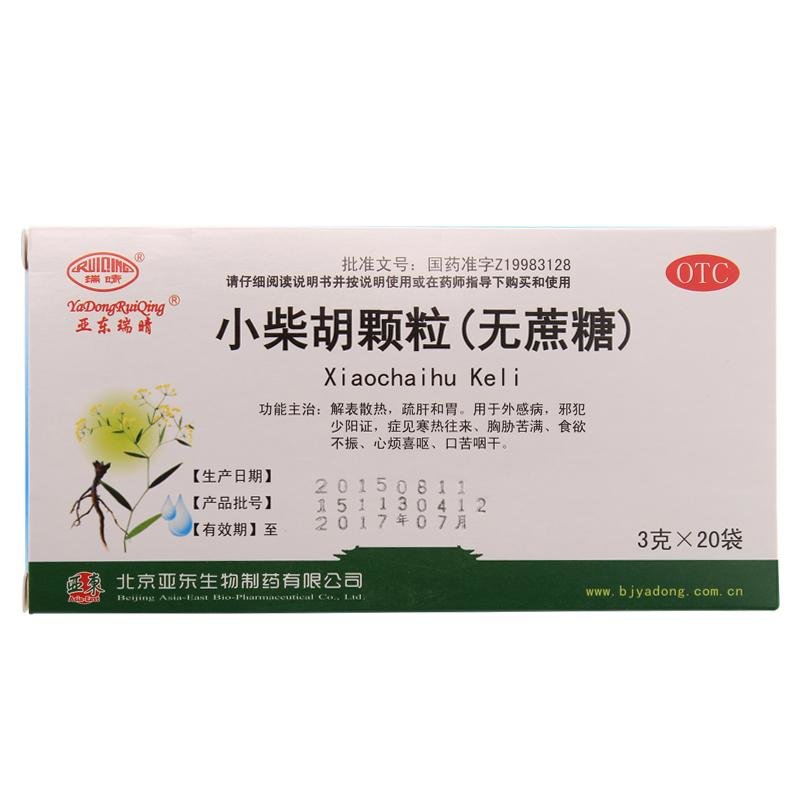 RUIQING®
瑞晴
YaDongRuiQing®
亚东瑞晴
批准文号：国药准字Z19983128
请仔细阅读说明书并按说明使用或在药师指导下购买和使用
OTC
小柴胡颗粒(无蔗糖)
Xiaochaihu Keli
功能主治：解表散热，疏肝和胃。用于外感病，邪犯
少阳证，症见寒热往来、胸胁苦满、食欲
不振、心烦喜呕、口苦咽干。
【生产日期】 20150811
【产品批号】 151130412
【有效期】至 2017年07月
3克×20袋
亚东
Asia-East
北京亚东生物制药有限公司
Beijing Asia-East Bio-Pharmaceutical Co., Ltd.
www.bjyadong.com.cn